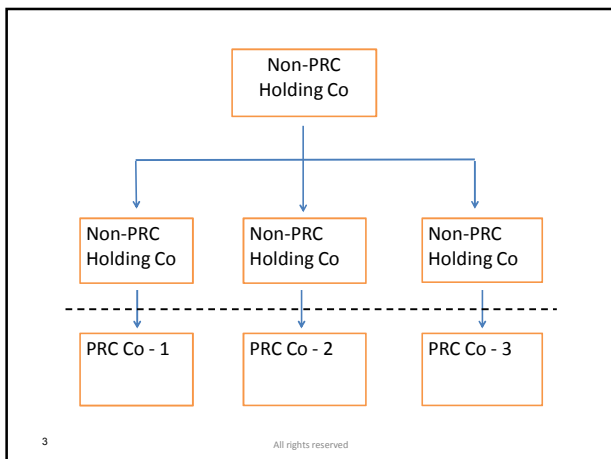 Non-PRC
Holding Co
Non-PRC
Holding Co
Non-PRC
Holding Co
Non-PRC
Holding Co
PRC Co - 1
PRC Co - 2
PRC Co - 3
3
All rights reserved